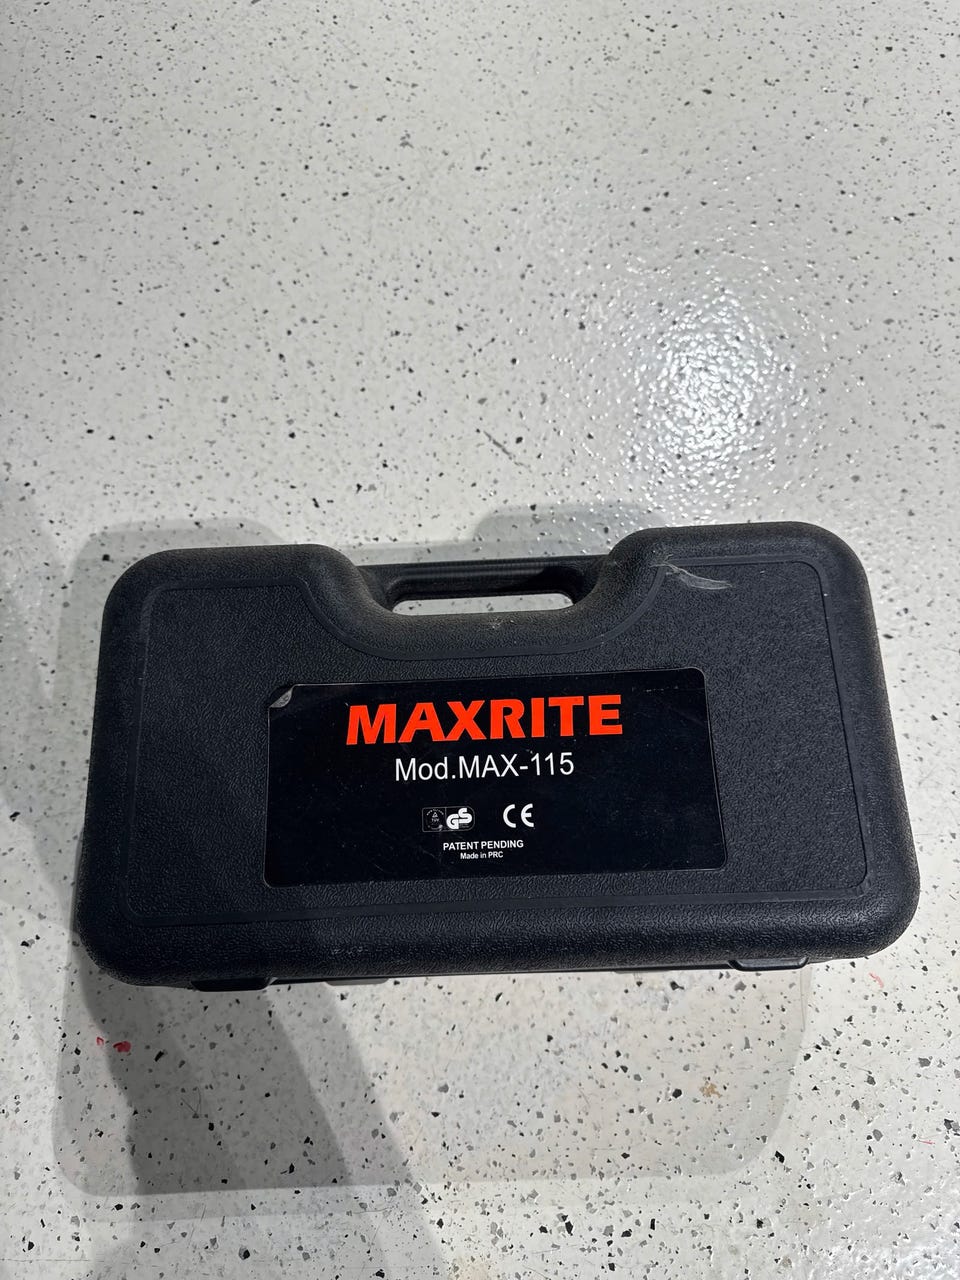 MAXRITE
Mod.MAX-115
GS CE
PATENT PENDING
Made in PRC